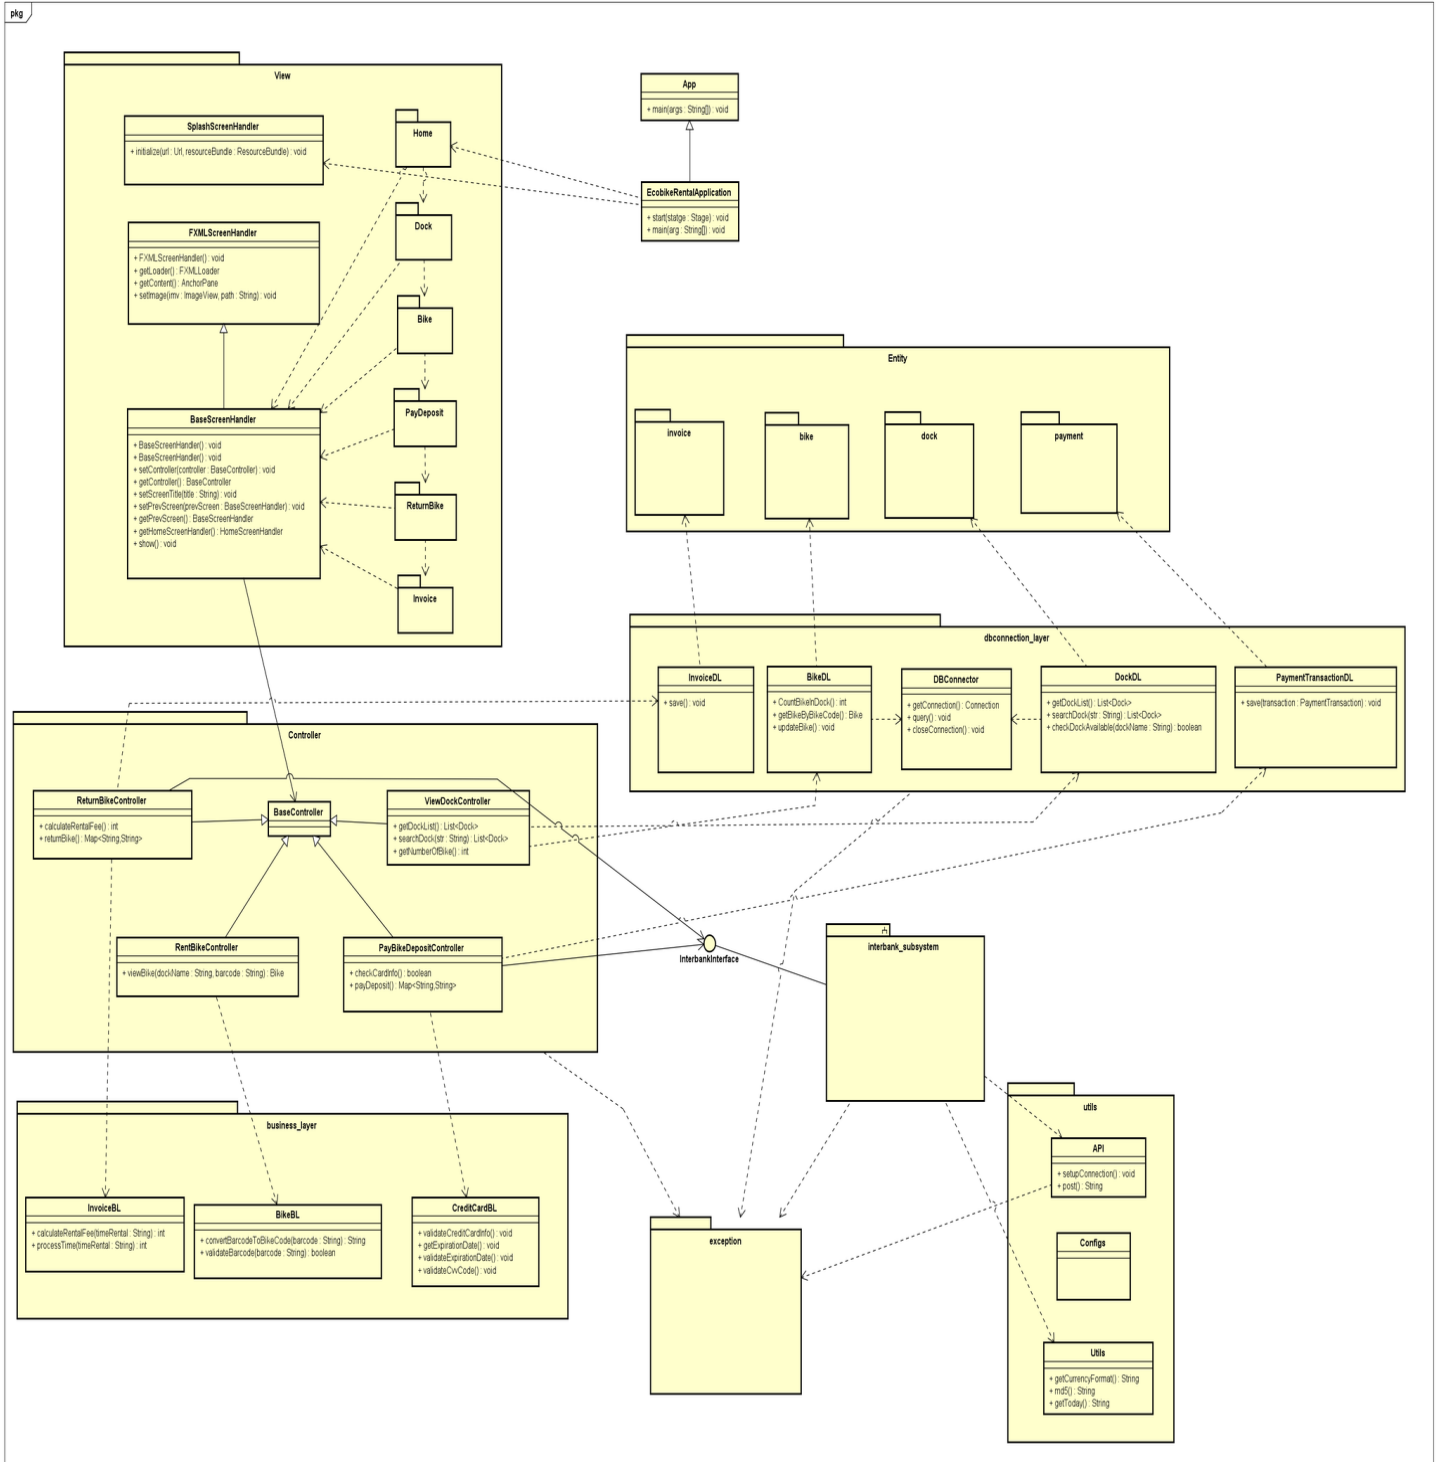 pkg
View
SplashScreenHandler
+ initialize(url : Url, resourceBundle : ResourceBundle) : void
FXMLScreenHandler
+ FXMLScreenHandler() : void
+ getLoader() : FXMLLoader
+ getContent() : AnchorPane
+ setImage(imv : ImageView, path : String) : void
BaseScreenHandler
+ BaseScreenHandler() : void
+ BaseScreenHandler() : void
+ setController(controller : BaseController) : void
+ getController() : BaseController
+ setScreenTitle(title : String) : void
+ setPrevScreen(prevScreen : BaseScreenHandler) : void
+ getPrevScreen() : BaseScreenHandler
+ getHomeScreenHandler() : HomeScreenHandler
+ show() : void
Home
Dock
Bike
PayDeposit
ReturnBike
Invoice
App
+ main(args : String[]) : void
EcobikeRentalApplication
+ start(statge : Stage) : void
+ main(arg : String[]) : void
Entity
invoice
bike
dock
payment
dbconnection_layer
InvoiceDL
+ save() : void
BikeDL
+ CountBikeInDock() : int
+ getBikeByBikeCode() : Bike
+ updateBike() : void
DBConnector
+ getConnection() : Connection
+ query() : void
+ closeConnection() : void
DockDL
+ getDockList() : List<Dock>
+ searchDock(str : String) : List<Dock>
+ checkDockAvailable(dockName : String) : boolean
PaymentTransactionDL
+ save(transaction : PaymentTransaction) : void
Controller
ReturnBikeController
+ calculateRentalFee() : int
+ returnBike() : Map<String,String>
BaseController
ViewDockController
+ getDockList() : List<Dock>
+ searchDock(str : String) : List<Dock>
+ getNumberOfBike() : int
RentBikeController
+ viewBike(dockName : String, barcode : String) : Bike
PayBikeDepositController
+ checkCardInfo() : boolean
+ payDeposit() : Map<String,String>
InterbankInterface
interbank_subsystem
business_layer
InvoiceBL
+ calculateRentalFee(timeRental : String) : int
+ processTime(timeRental : String) : int
BikeBL
+ convertBarcodeToBikeCode(barcode : String) : String
+ validateBarcode(barcode : String) : boolean
CreditCardBL
+ validateCreditCardInfo() : void
+ getExpirationDate() : void
+ validateExpirationDate() : void
+ validateCvvCode() : void
exception
utils
API
+ setupConnection() : void
+ post() : String
Configs
Utils
+ getCurrencyFormat() : String
+ md5() : String
+ getToday() : String